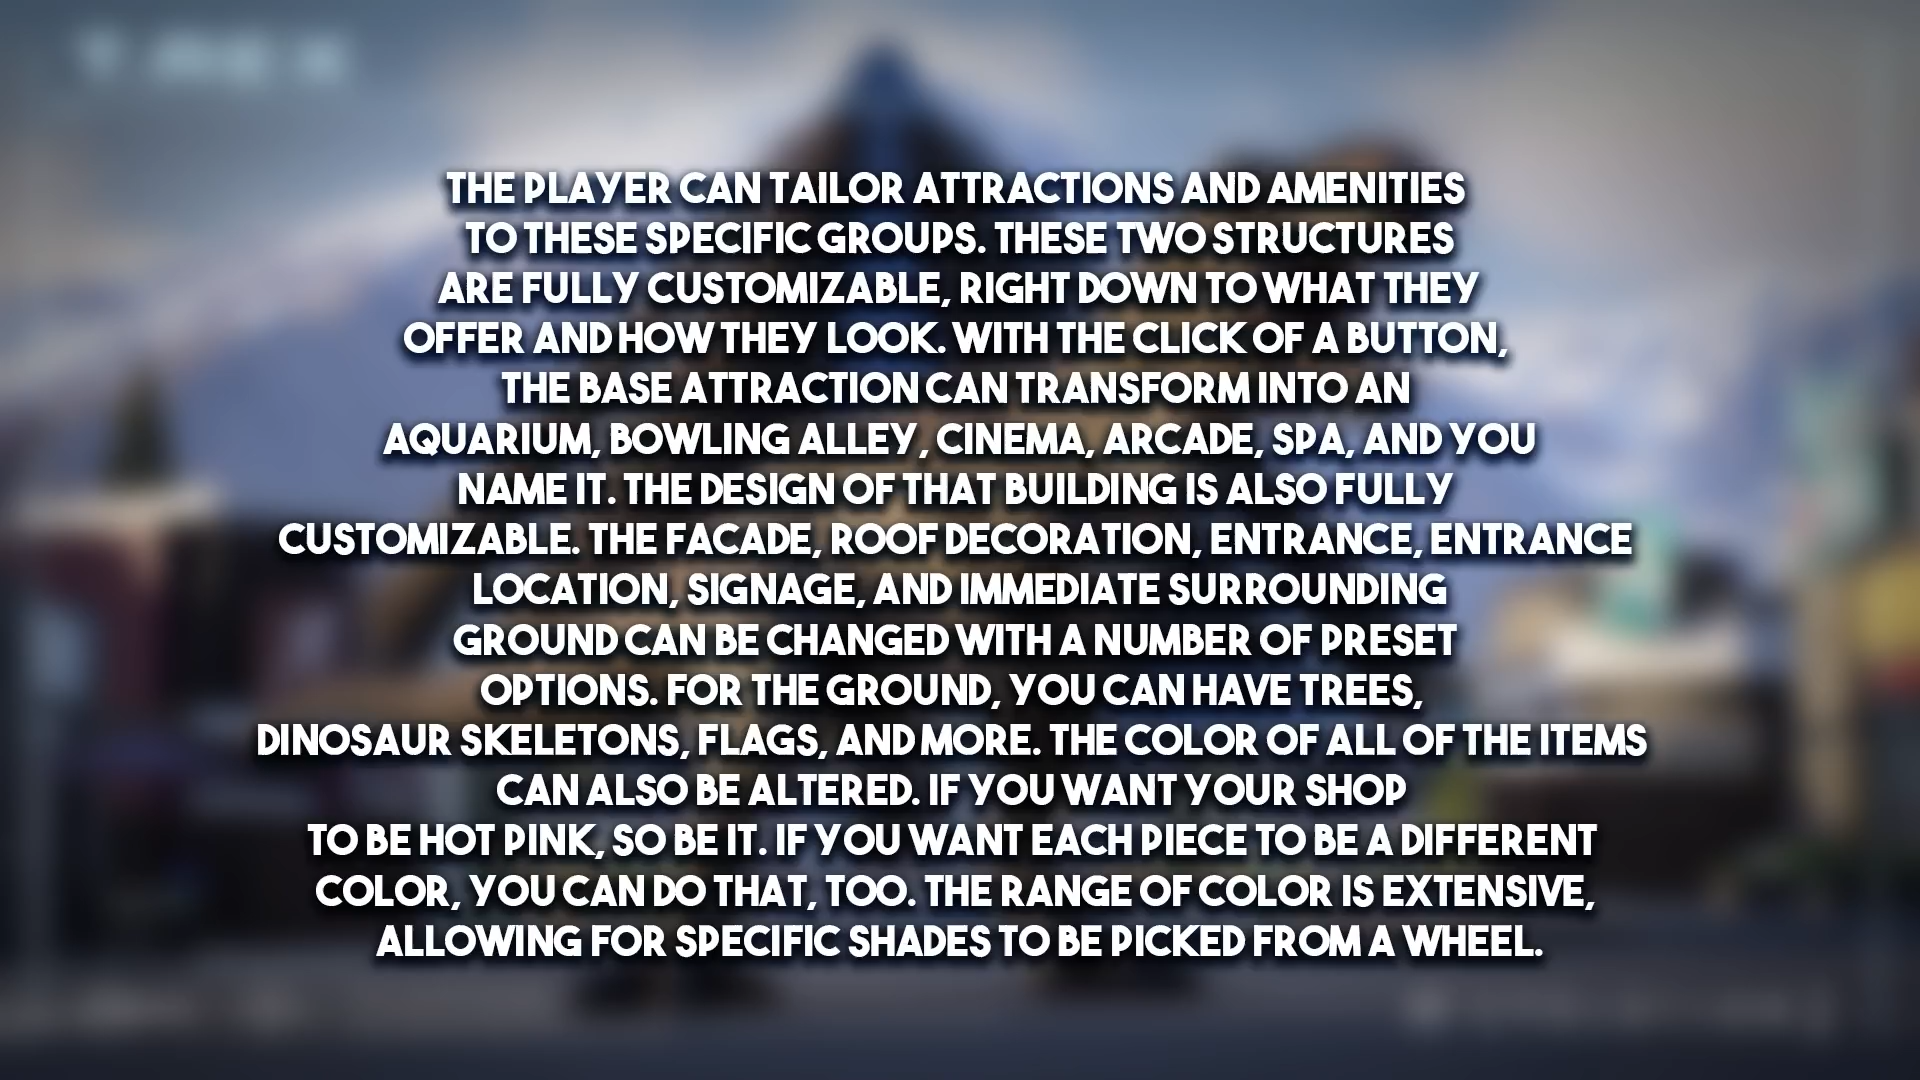 THE PLAYER CAN TAILOR ATTRACTIONS AND AMENITIES
TO THESE SPECIFIC GROUPS. THESE TWO STRUCTURES
ARE FULLY CUSTOMIZABLE, RIGHT DOWN TO WHAT THEY
OFFER AND HOW THEY LOOK. WITH THE CLICK OF A BUTTON,
THE BASE ATTRACTION CAN TRANSFORM INTO AN
AQUARIUM, BOWLING ALLEY, CINEMA, ARCADE, SPA, AND YOU
NAME IT. THE DESIGN OF THAT BUILDING IS ALSO FULLY
CUSTOMIZABLE. THE FACADE, ROOF DECORATION, ENTRANCE, ENTRANCE
LOCATION, SIGNAGE, AND IMMEDIATE SURROUNDING
GROUND CAN BE CHANGED WITH A NUMBER OF PRESET
OPTIONS. FOR THE GROUND, YOU CAN HAVE TREES,
DINOSAUR SKELETONS, FLAGS, AND MORE. THE COLOR OF ALL OF THE ITEMS
CAN ALSO BE ALTERED. IF YOU WANT YOUR SHOP
TO BE HOT PINK, SO BE IT. IF YOU WANT EACH PIECE TO BE A DIFFERENT
COLOR, YOU CAN DO THAT, TOO. THE RANGE OF COLOR IS EXTENSIVE,
ALLOWING FOR SPECIFIC SHADES TO BE PICKED FROM A WHEEL.